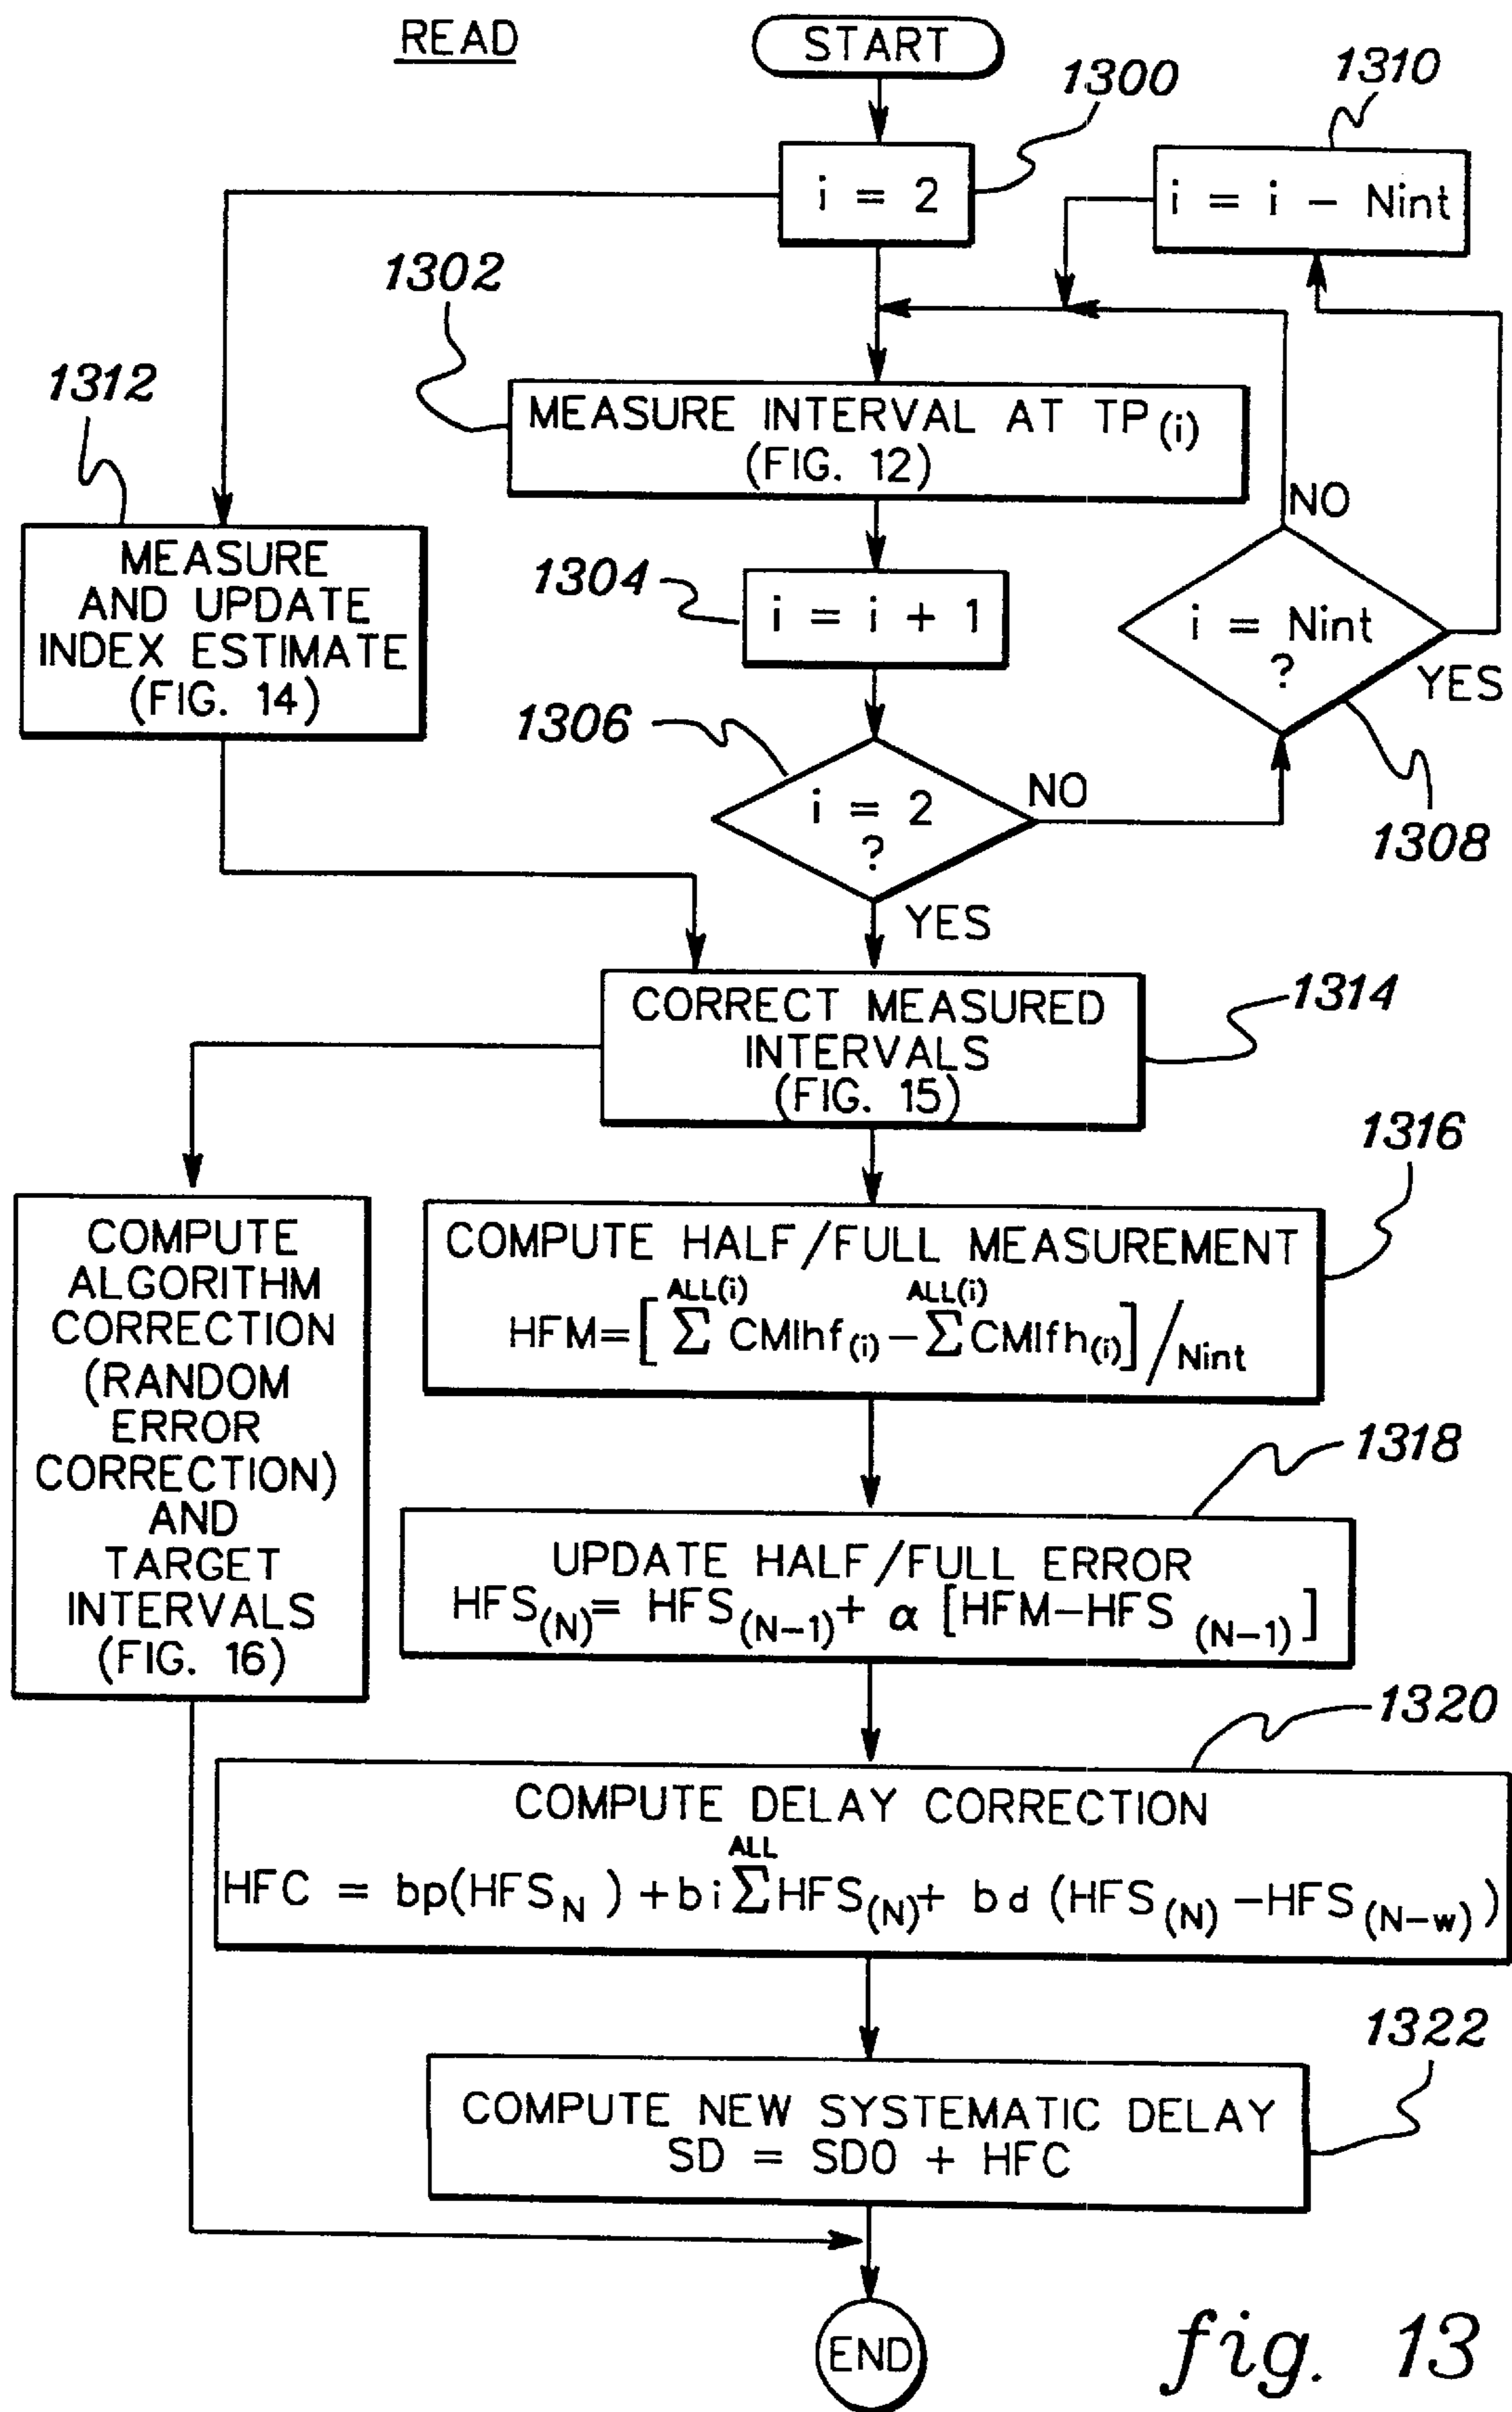 READ
START
1300
1310
i = 2
i = i - Nint
1302
1312
MEASURE INTERVAL AT TP(i)
(FIG. 12)
NO
MEASURE
AND UPDATE
INDEX ESTIMATE
(FIG. 14)
1304
i = i + 1
i = Nint
?
YES
1306
i = 2
?
NO
1308
YES
CORRECT MEASURED
INTERVALS
(FIG. 15)
1314
1316
COMPUTE
ALGORITHM
CORRECTION
(RANDOM
ERROR
CORRECTION)
AND
TARGET
INTERVALS
(FIG. 16)
COMPUTE HALF/FULL MEASUREMENT
ALL(i) ALL(i)
HFM=[ Σ CMIhf(i) - Σ CMIfh(i)]/Nint
1318
UPDATE HALF/FULL ERROR
HFS(N)= HFS(N-1)+ α [HFM-HFS (N-1)]
1320
COMPUTE DELAY CORRECTION
ALL
HFC = bp(HFSN ) +bi Σ HFS(N)+ bd (HFS(N) -HFS(N-w))
1322
COMPUTE NEW SYSTEMATIC DELAY
SD = SD0 + HFC
END
fig. 13